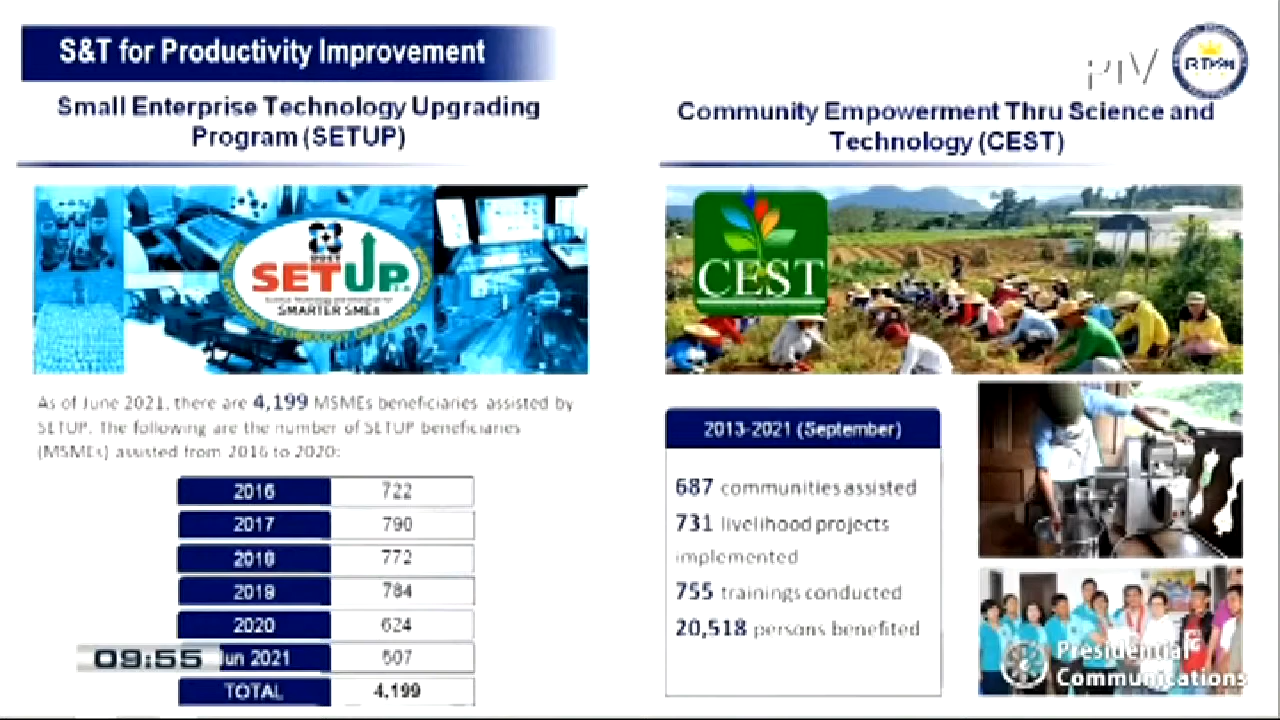 S&T for Productivity Improvement
PTV
RTVM
Small Enterprise Technology Upgrading
Program (SETUP)
DOST
SETUP
SMARTER SMEs
As of June 2021, there are 4,199 MSMEs beneficiaries assisted by
SETUP. The following are the number of SETUP beneficiaries
(MSMEs) assisted from 2016 to 2020:
2016 722
2017 790
2018 772
2019 784
2020 624
Jun 2021 507
TOTAL 4,199
09:55
Community Empowerment Thru Science and
Technology (CEST)
CEST
2013-2021 (September)
687 communities assisted
731 livelihood projects
implemented
755 trainings conducted
20,518 persons benefited
Presidential
Communications